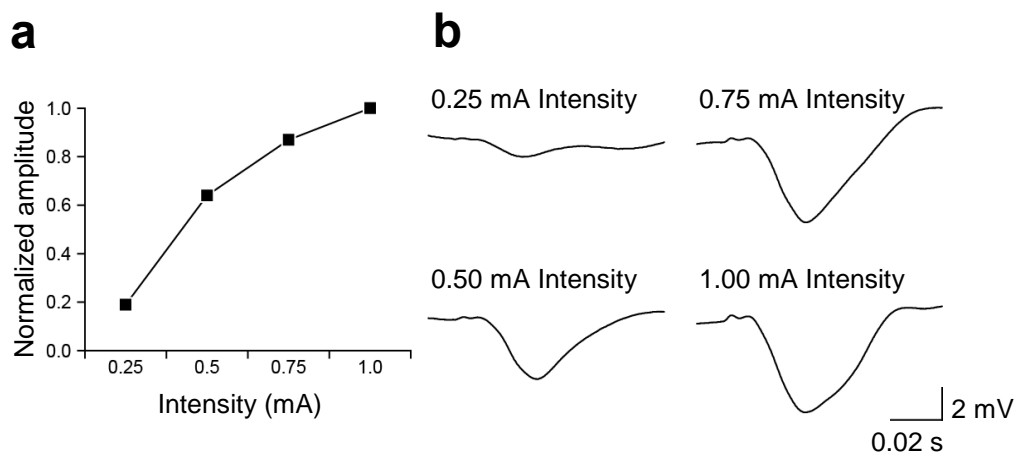 a
Normalized amplitude
1.0
0.8
0.6
0.4
0.2
0.0
0.25 0.5 0.75 1.0
Intensity (mA)
b
0.25 mA Intensity
0.75 mA Intensity
0.50 mA Intensity
1.00 mA Intensity
2 mV
0.02 s